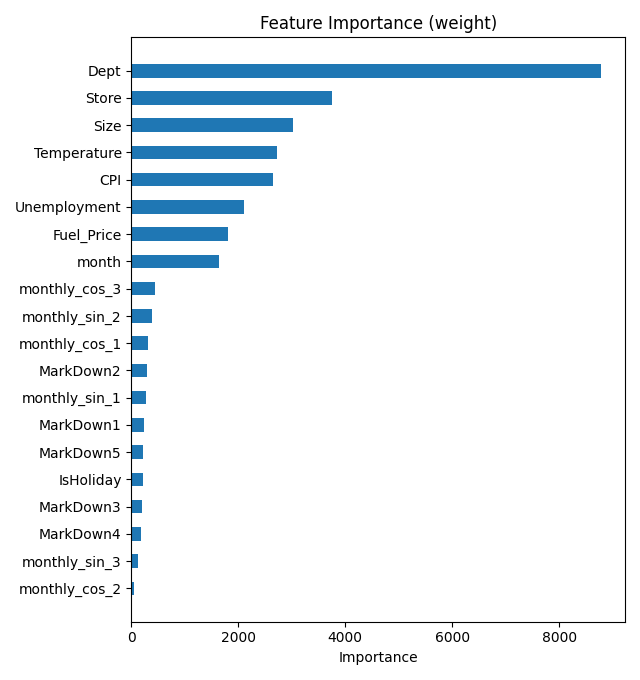 Feature Importance (weight)
Dept
Store
Size
Temperature
CPI
Unemployment
Fuel_Price
month
monthly_cos_3
monthly_sin_2
monthly_cos_1
MarkDown2
monthly_sin_1
MarkDown1
MarkDown5
IsHoliday
MarkDown3
MarkDown4
monthly_sin_3
monthly_cos_2
0 2000 4000 6000 8000
Importance